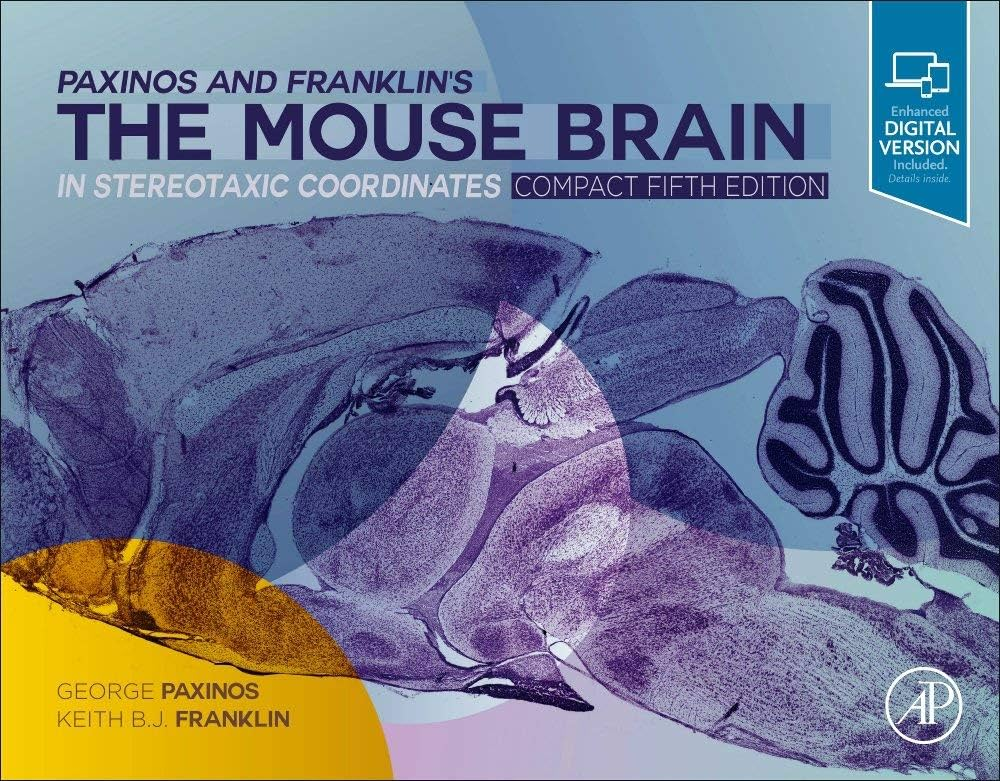 PAXINOS AND FRANKLIN'S
THE MOUSE BRAIN
IN STEREOTAXIC COORDINATES COMPACT FIFTH EDITION
Enhanced
DIGITAL
VERSION
Included.
Details inside.
GEORGE PAXINOS
KEITH B.J. FRANKLIN
AP